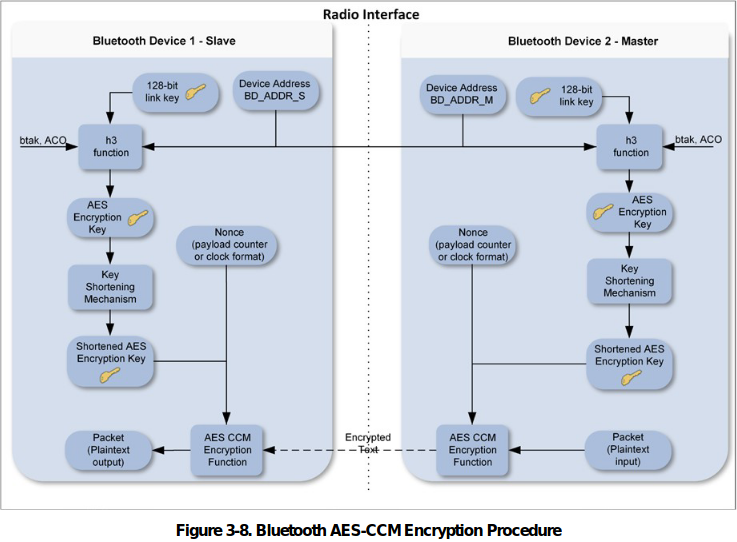 Radio Interface
Bluetooth Device 1 - Slave
128-bit
link key
Device Address
BD_ADDR_S
btak, ACO
h3
function
AES
Encryption
Key
Nonce
(payload counter
or clock format)
Key
Shortening
Mechanism
Shortened AES
Encryption Key
Packet
(Plaintext
output)
AES CCM
Encryption
Function
Encrypted
Text
Bluetooth Device 2 - Master
Device Address
BD_ADDR_M
128-bit
link key
h3
function
btak, ACO
AES
Encryption
Key
Nonce
(payload counter
or clock format)
Key
Shortening
Mechanism
Shortened AES
Encryption Key
AES CCM
Encryption
Function
Packet
(Plaintext
input)
Figure 3-8. Bluetooth AES-CCM Encryption Procedure